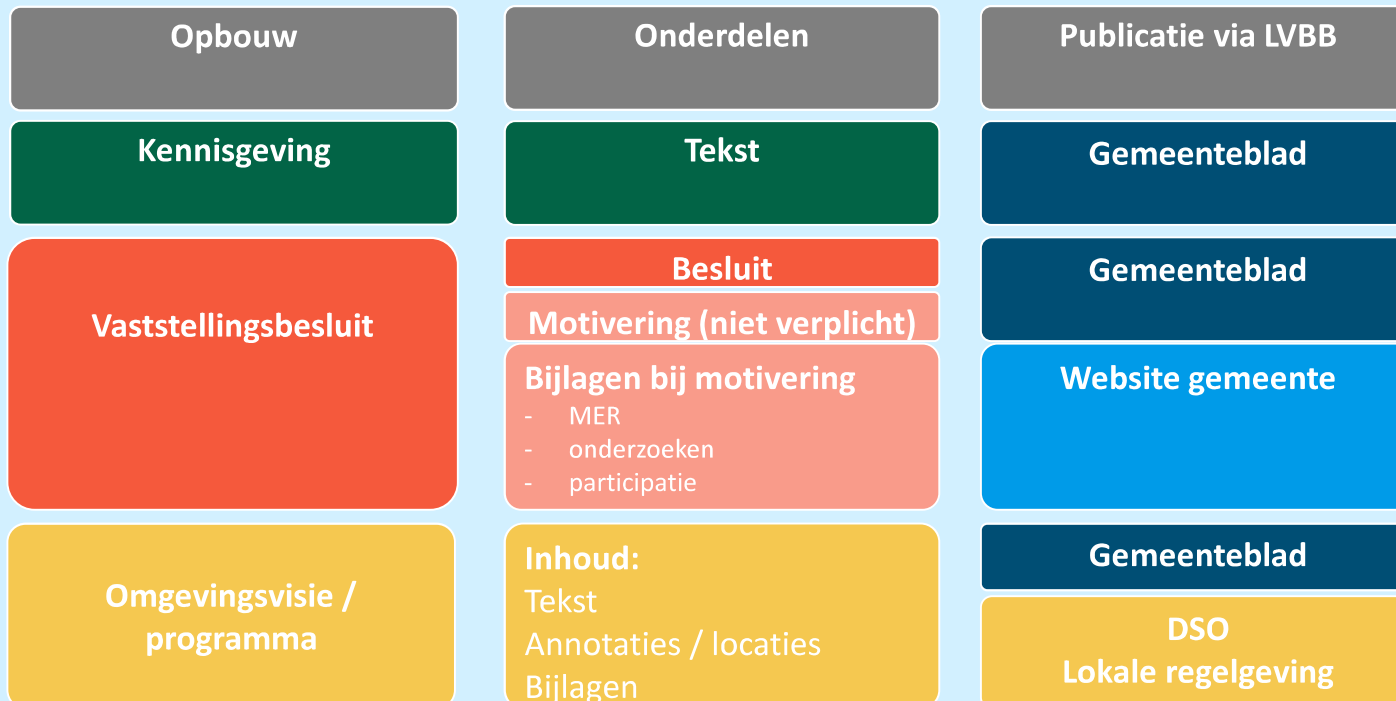 Opbouw
Onderdelen
Publicatie via LVBB
Kennisgeving
Tekst
Gemeenteblad
Vaststellingsbesluit
Besluit
Motivering (niet verplicht)
Bijlagen bij motivering
- MER
- onderzoeken
- participatie
Gemeenteblad
Website gemeente
Omgevingsvisie /
programma
Inhoud:
Tekst
Annotaties / locaties
Bijlagen
Gemeenteblad
DSO
Lokale regelgeving